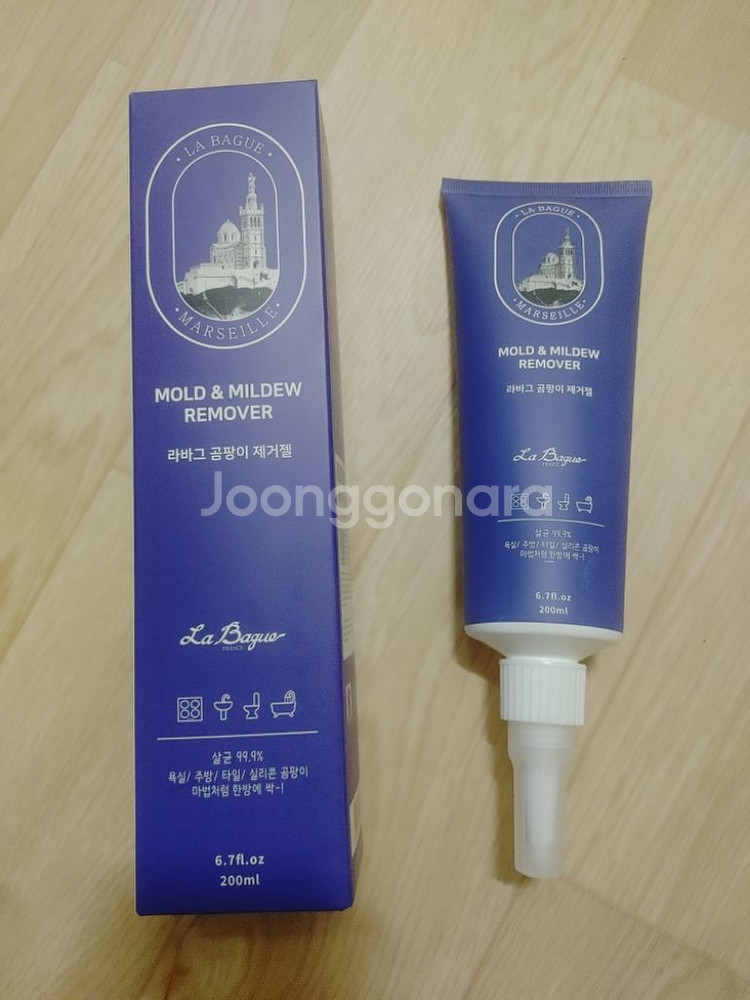 · LA BAGUE ·
· MARSEILLE ·
MOLD & MILDEW
REMOVER
라바그 곰팡이 제거젤
La Bague
FRANCE
살균 99.9%
욕실/ 주방/ 타일/ 실리콘 곰팡이
마법처럼 한방에 싹-!
6.7fl.oz
200ml
· LA BAGUE ·
· MARSEILLE ·
MOLD & MILDEW
REMOVER
라바그 곰팡이 제거젤
La Bague
FRANCE
살균 99.9%
욕실/ 주방/ 타일/ 실리콘 곰팡이
마법처럼 한방에 싹-!
6.7fl.oz
200ml
Joonggonara